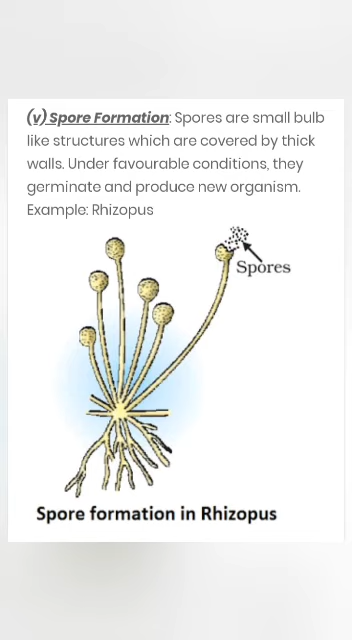 (v) Spore Formation: Spores are small bulb
like structures which are covered by thick
walls. Under favourable conditions, they
germinate and produce new organism.
Example: Rhizopus
Spores
Spore formation in Rhizopus